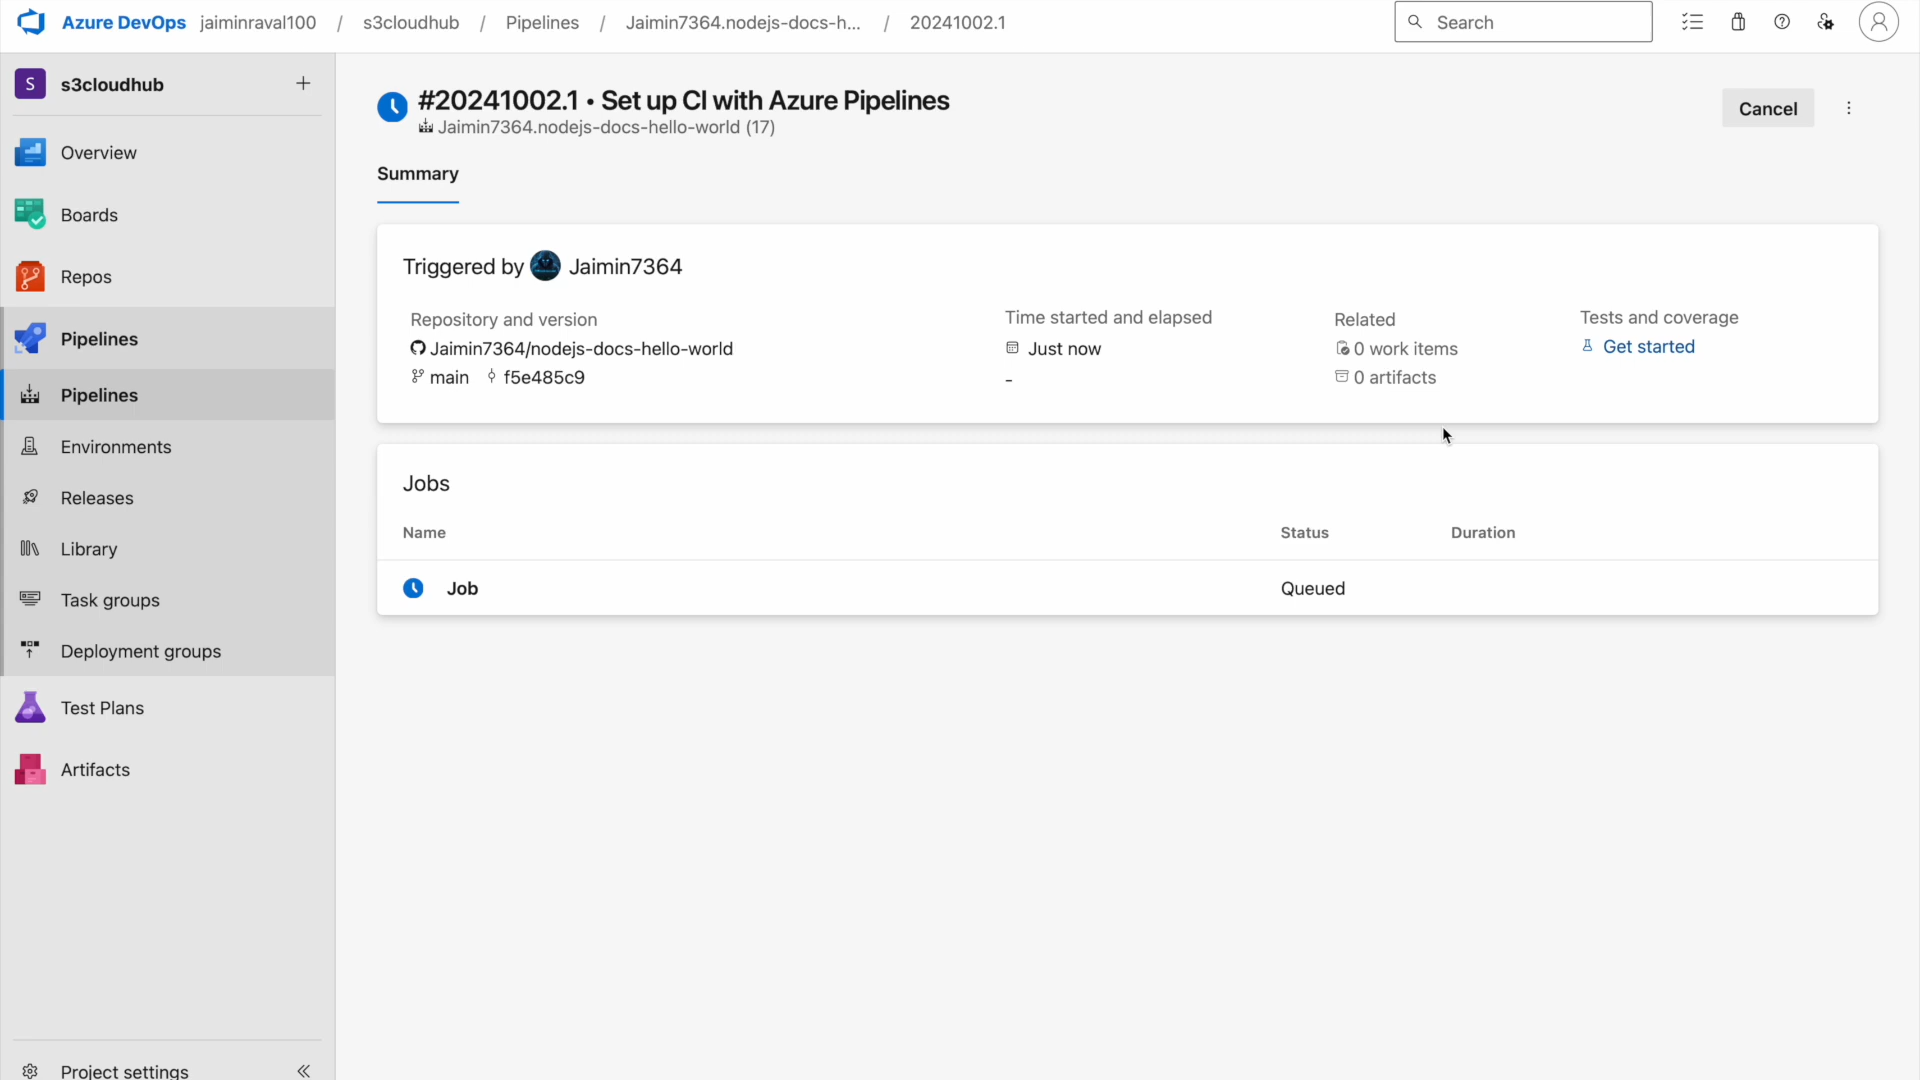 Azure DevOps jaiminraval100 / s3cloudhub / Pipelines / Jaimin7364.nodejs-docs-h... / 20241002.1
Search
S s3cloudhub
Overview
Boards
Repos
Pipelines
Pipelines
Environments
Releases
Library
Task groups
Deployment groups
Test Plans
Artifacts
Project settings
#20241002.1 • Set up CI with Azure Pipelines
Jaimin7364.nodejs-docs-hello-world (17)
Cancel
Summary
Triggered by Jaimin7364
Repository and version
Jaimin7364/nodejs-docs-hello-world
main f5e485c9
Time started and elapsed
Just now
-
Related
0 work items
0 artifacts
Tests and coverage
Get started
Jobs
Name Status Duration
Job Queued